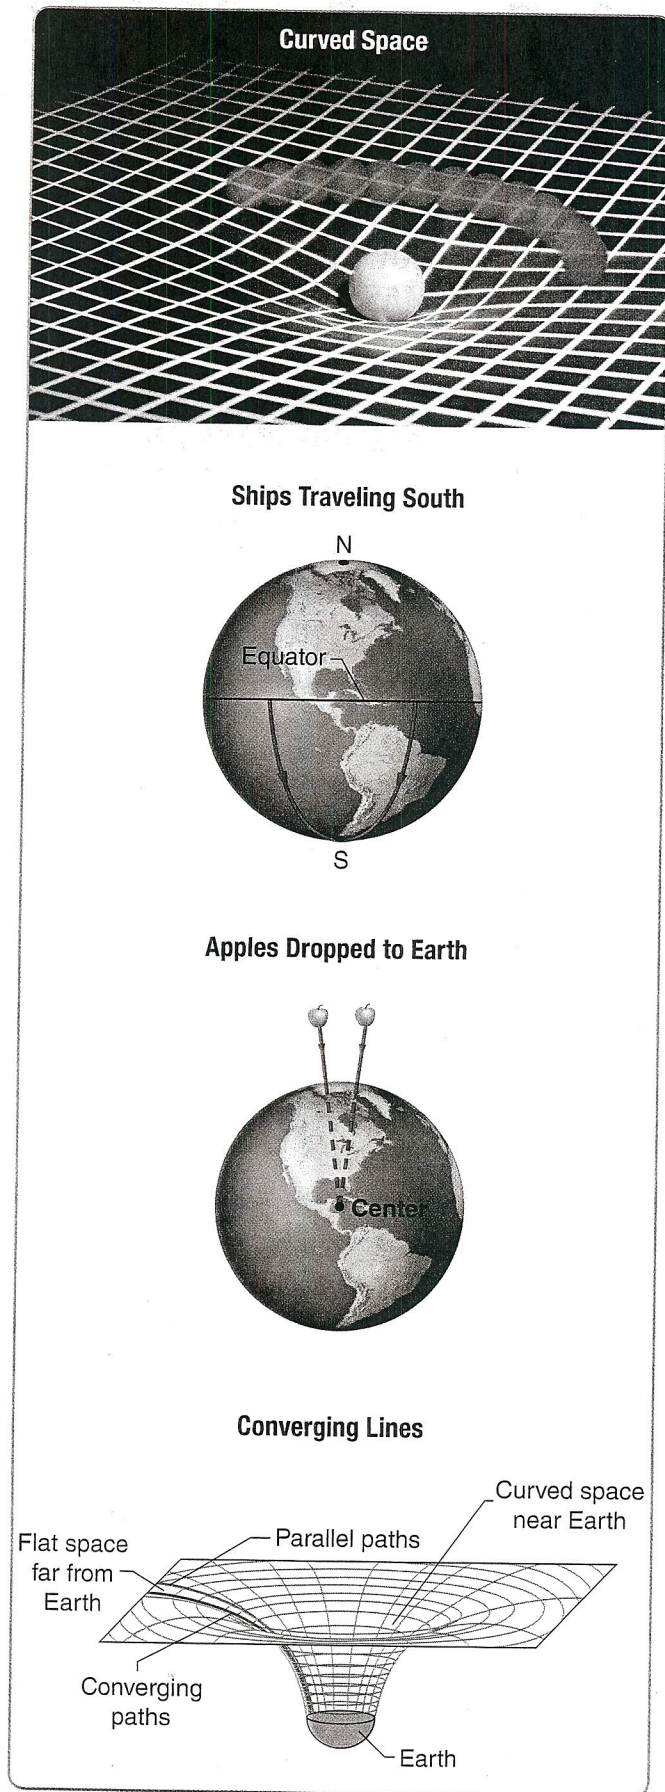 Curved Space
Ships Traveling South
N
Equator
S
Apples Dropped to Earth
Center
Converging Lines
Curved space
near Earth
Parallel paths
Flat space
far from
Earth
Converging
paths
Earth